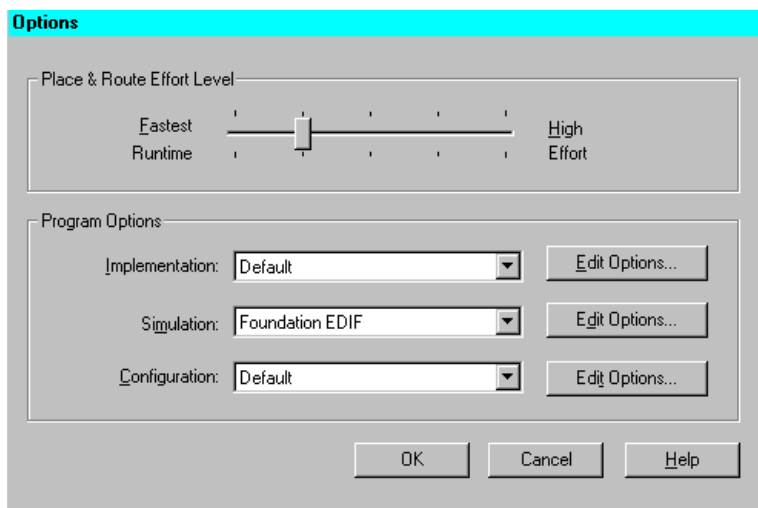 Options
Place & Route Effort Level
Fastest
Runtime
High
Effort
Program Options
Implementation: Default Edit Options...
Simulation: Foundation EDIF Edit Options...
Configuration: Default Edit Options...
OK Cancel Help